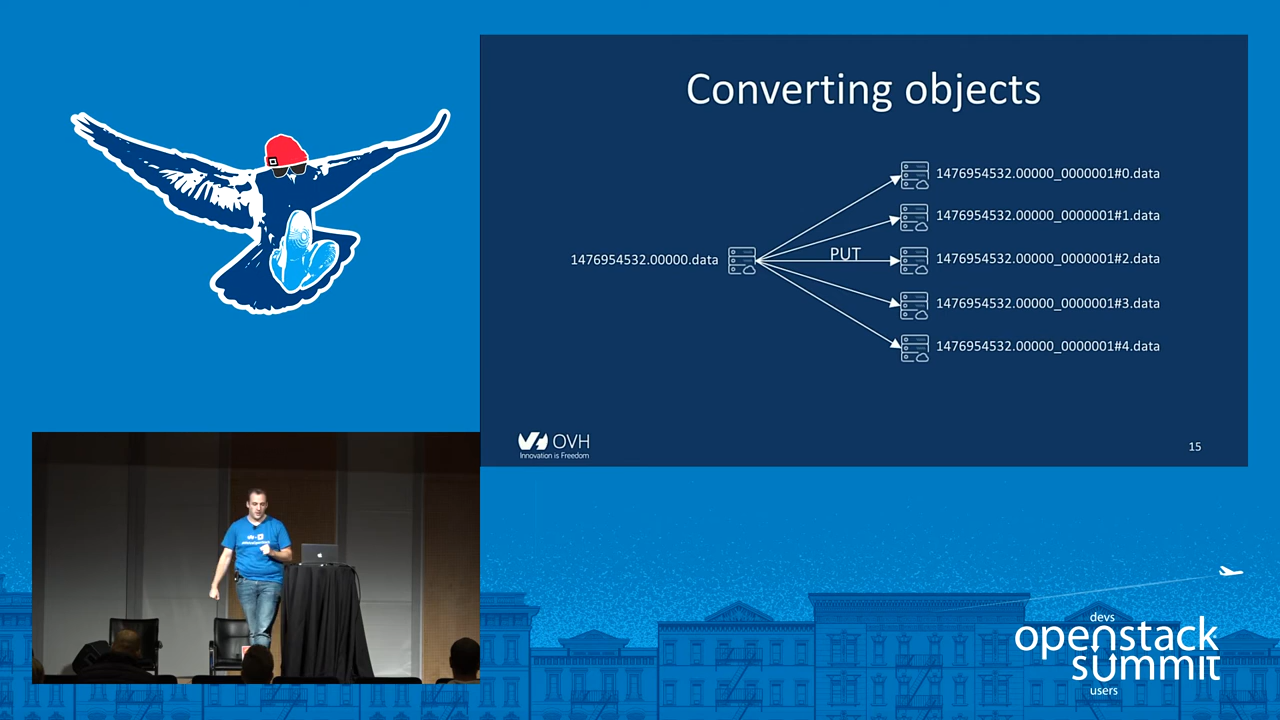 Converting objects
1476954532.00000_0000001#0.data
1476954532.00000_0000001#1.data
1476954532.00000.data
PUT
1476954532.00000_0000001#2.data
1476954532.00000_0000001#3.data
1476954532.00000_0000001#4.data
OVH
Innovation is Freedom
15
devs
openstack
summit
users